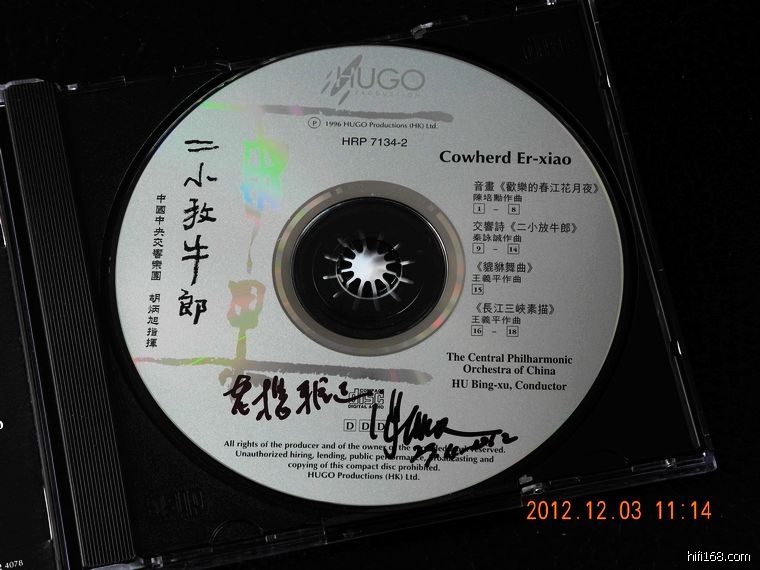 HUGO
PRODUCTIONS
Ⓟ 1996 HUGO Productions (HK) Ltd.
HRP 7134-2
Cowherd Er-xiao
二小放牛郎
中國中央交響樂團 胡炳旭指揮
音畫《歡樂的春江花月夜》
陳培勳作曲
1 – 8
交響詩《二小放牛郎》
秦詠誠作曲
9 – 14
《貔貅舞曲》
王義平作曲
15
《長江三峽素描》
王義平作曲
16 – 18
The Central Philharmonic
Orchestra of China
HU Bing-xu, Conductor
COMPACT
disc
DIGITAL AUDIO
D D D
All rights of the producer and of the owner of the reserved.
Unauthorized hiring, lending, public performance, broadcasting and
copying of this compact disc prohibited.
HUGO Productions (HK) Ltd.
2012.12.03 11:14
hifi168.com
4078